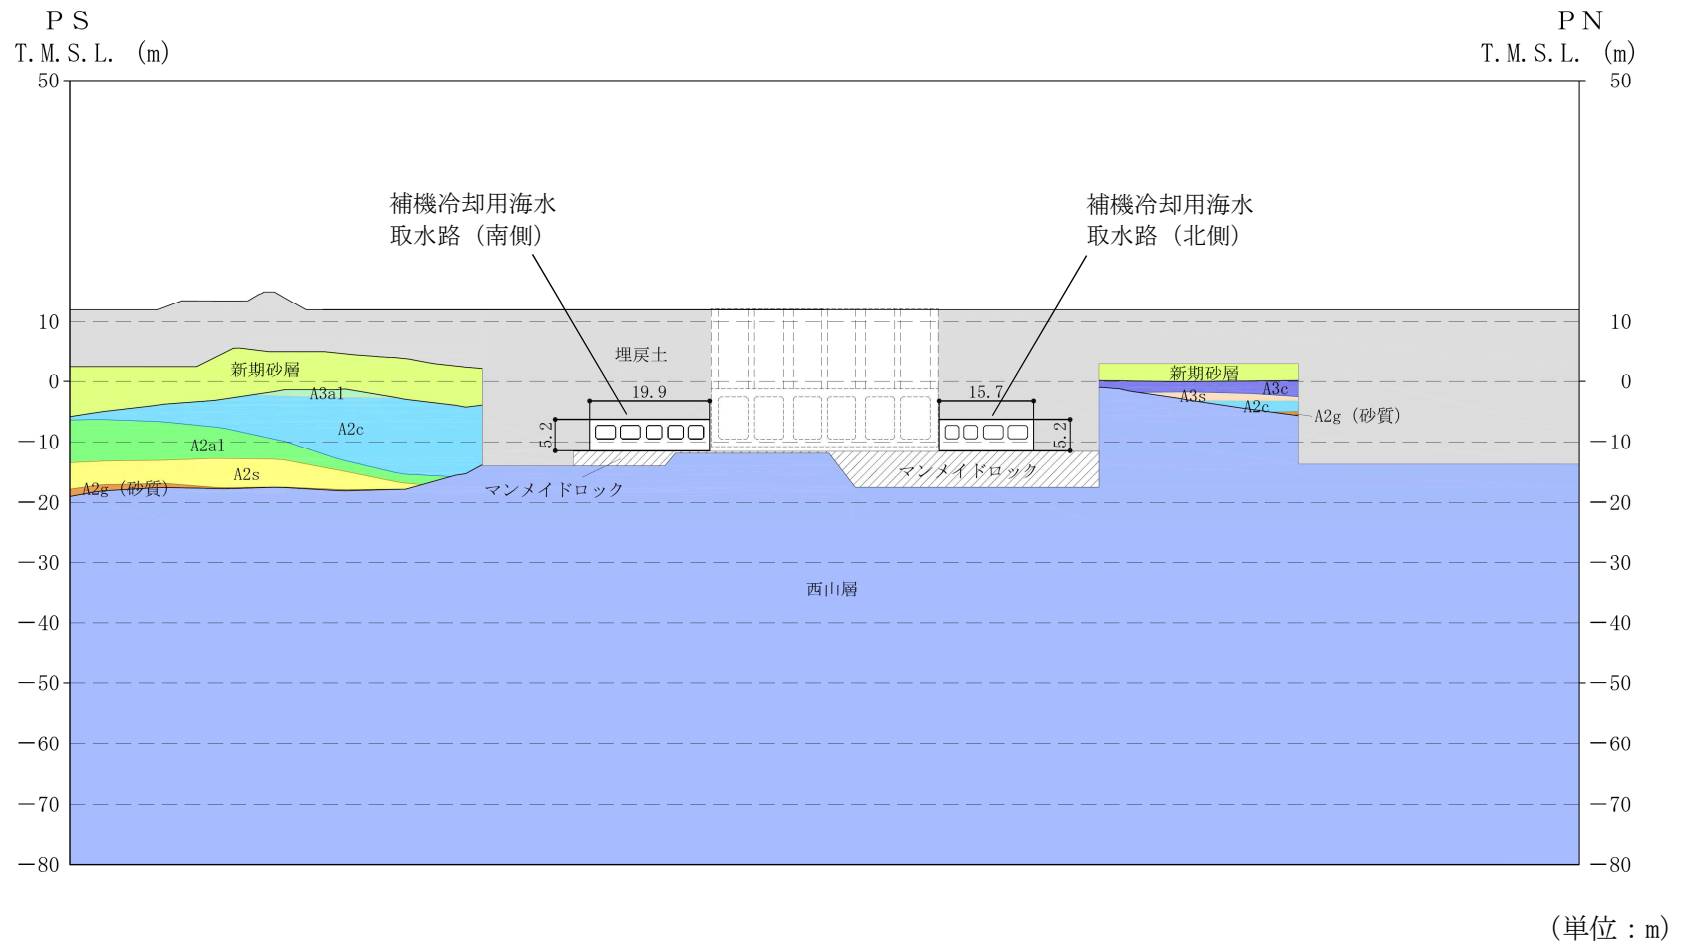 ＰＳ
T.M.S.L. (m)
ＰＮ
T.M.S.L. (m)
50
50
補機冷却用海水
取水路（南側）
補機冷却用海水
取水路（北側）
10
10
埋戻土
新期砂層
新期砂層
0
0
A3al
19.9
15.7
A3c
A3s
A2c
A2g（砂質）
A2c
5.2
5.2
－10
－10
A2al
A2s
A2g（砂質）
マンメイドロック
マンメイドロック
－20
－20
－30
－30
西山層
－40
－40
－50
－50
－60
－60
－70
－70
－80
－80
（単位：m）